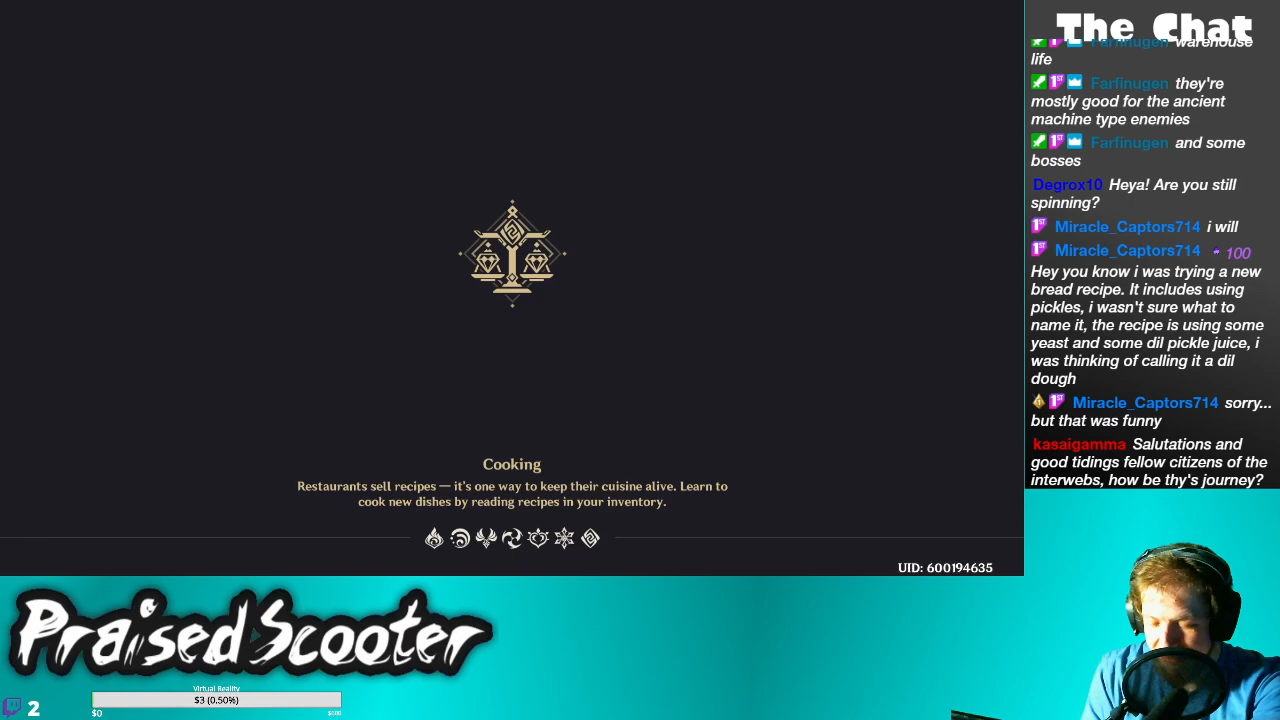 The Chat
Farfinugen warehouse
life
Farfinugen they're
mostly good for the ancient
machine type enemies
Farfinugen and some
bosses
Degrox10 Heya! Are you still
spinning?
Miracle_Captors714 i will
Miracle_Captors714 100
Hey you know i was trying a new
bread recipe. It includes using
pickles, i wasn't sure what to
name it, the recipe is using some
yeast and some dil pickle juice, i
was thinking of calling it a dil
dough
Miracle_Captors714 sorry...
but that was funny
kasaigamma Salutations and
good tidings fellow citizens of the
interwebs, how be thy's journey?
Cooking
Restaurants sell recipes — it's one way to keep their cuisine alive. Learn to
cook new dishes by reading recipes in your inventory.
UID: 600194635
PraisedScooter
Virtual Reality
$3 (0.50%)
$0
2